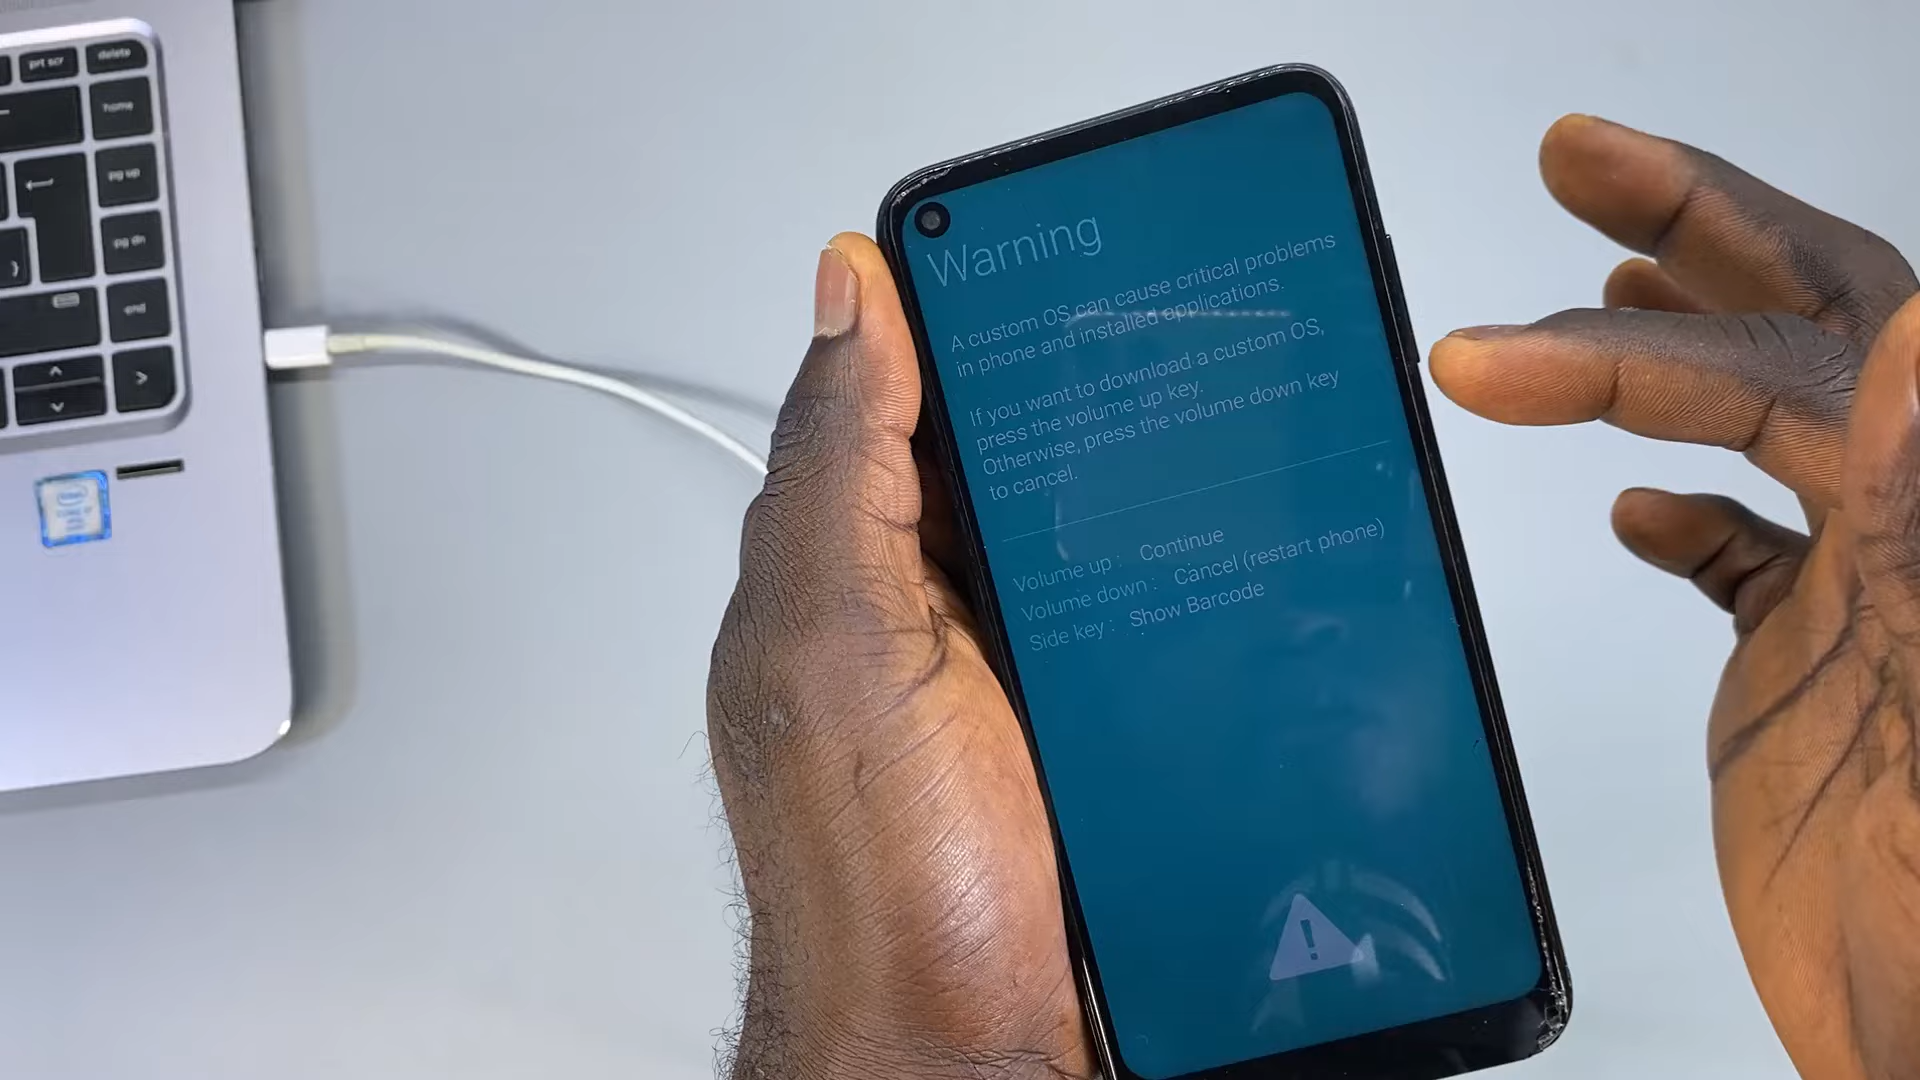 prt scr
delete
home
pg up
pg dn
end
Warning
A custom OS can cause critical problems
in phone and installed applications.
If you want to download a custom OS,
press the volume up key.
Otherwise, press the volume down key
to cancel.
Volume up : Continue
Volume down : Cancel (restart phone)
Side key : Show Barcode